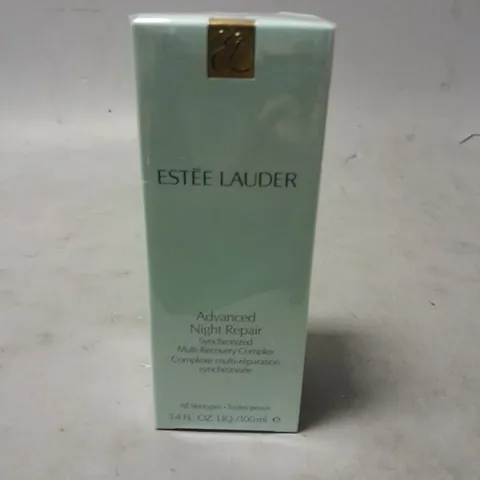 ESTĒE LAUDER
Advanced
Night Repair
Synchronized
Multi-Recovery Complex
Complexe multi-réparation
synchronisée
All Skintypes • Toutes peaux
3.4 FL. OZ. LIQ./100 ml ℮